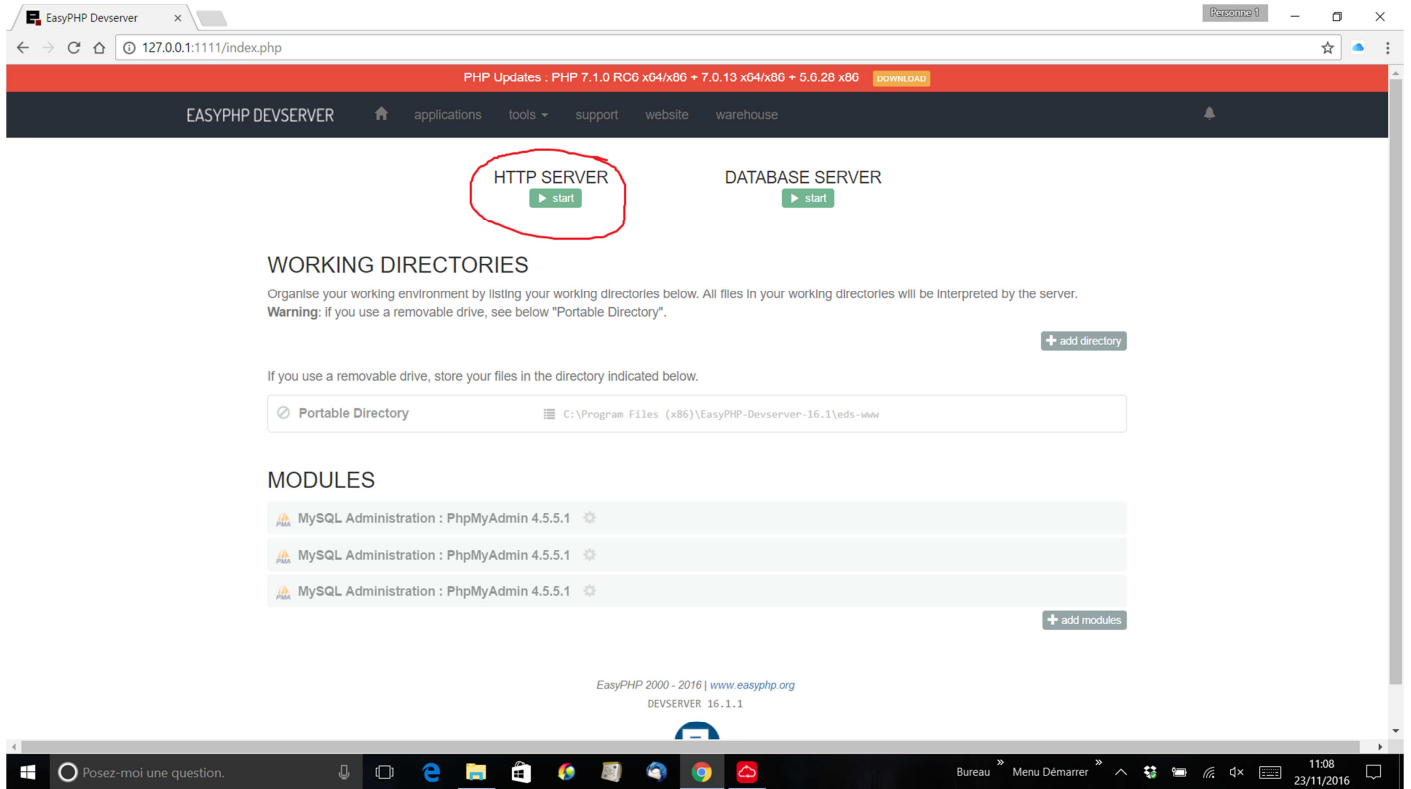 EasyPHP Devserver
Personne 1
127.0.0.1:1111/index.php
PHP Updates : PHP 7.1.0 RC6 x64/x86 + 7.0.13 x64/x86 + 5.6.28 x86 DOWNLOAD
EASYPHP DEVSERVER applications tools support website warehouse
HTTP SERVER DATABASE SERVER
start start
WORKING DIRECTORIES
Organise your working environment by listing your working directories below. All files in your working directories will be interpreted by the server.
Warning: if you use a removable drive, see below "Portable Directory".
add directory
If you use a removable drive, store your files in the directory indicated below.
Portable Directory C:\Program Files (x86)\EasyPHP-Devserver-16.1\eds-www
MODULES
PMA MySQL Administration : PhpMyAdmin 4.5.5.1
PMA MySQL Administration : PhpMyAdmin 4.5.5.1
PMA MySQL Administration : PhpMyAdmin 4.5.5.1
add modules
EasyPHP 2000 - 2016 | www.easyphp.org
DEVSERVER 16.1.1
Posez-moi une question. Bureau Menu Démarrer 11:08
23/11/2016